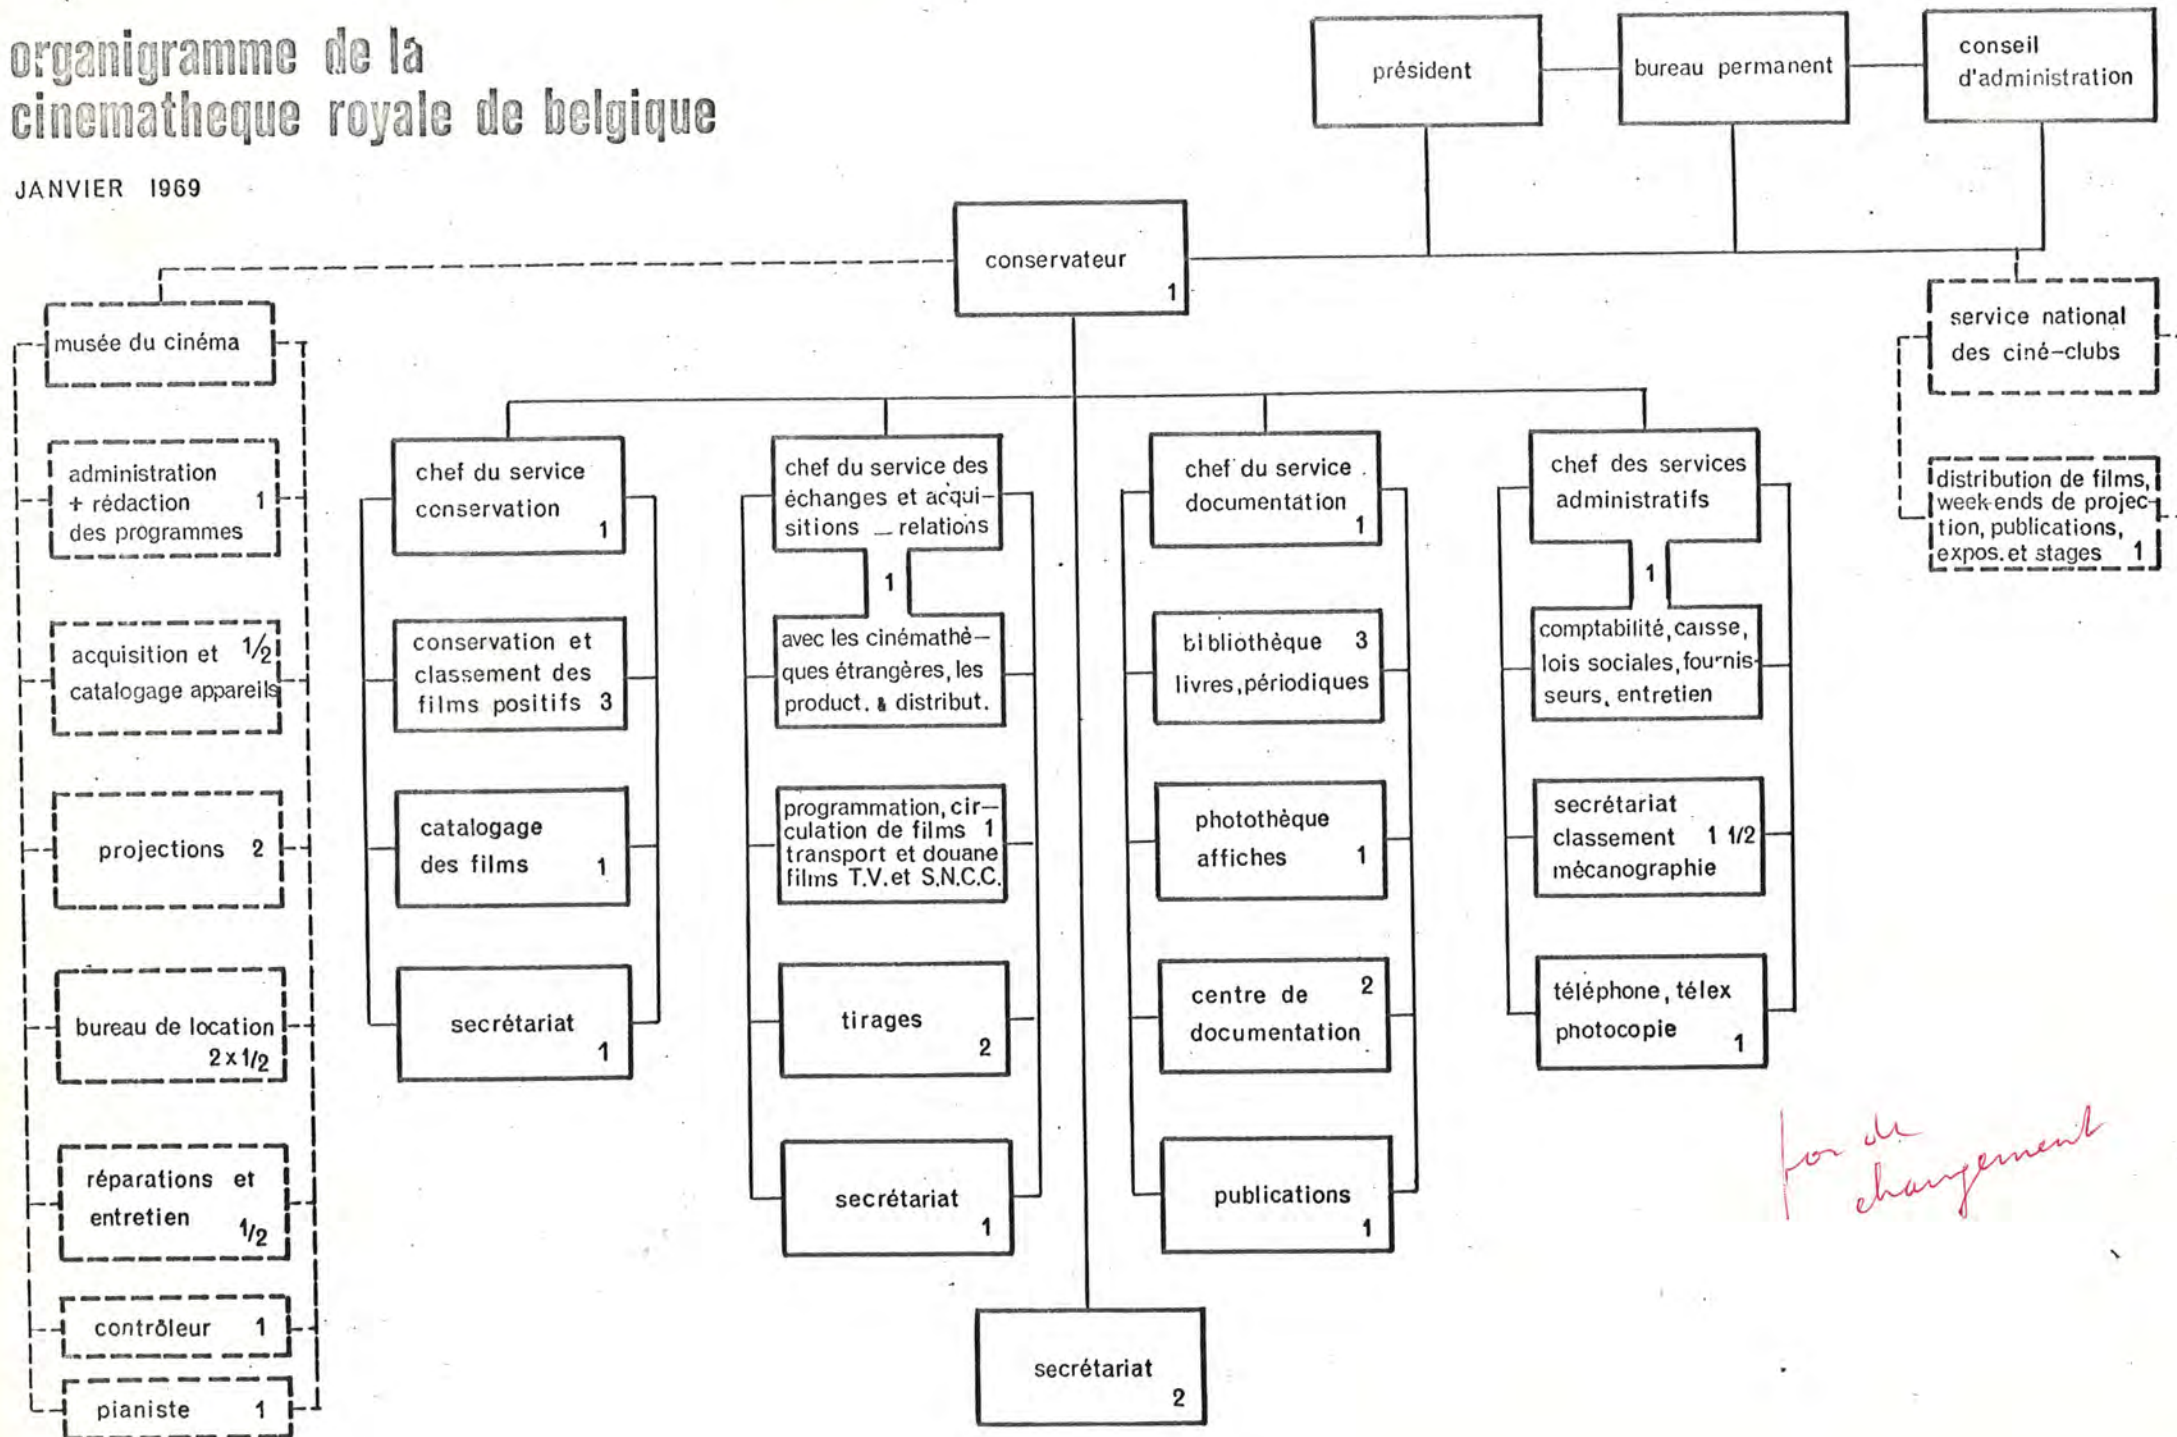 organigramme de la
cinematheque royale de belgique
JANVIER 1969
président
bureau permanent
conseil
d'administration
conservateur
1
musée du cinéma
administration
+ rédaction 1
des programmes
acquisition et 1/2
catalogage appareils
projections 2
bureau de location
2 x 1/2
réparations et
entretien
1/2
contrôleur 1
pianiste 1
chef du service
conservation
1
conservation et
classement des
films positifs 3
catalogage
des films 1
secrétariat
1
chef du service des
échanges et acqui-
sitions _ relations
1
avec les cinémathè-
ques étrangères, les
product. & distribut.
programmation, cir-
culation de films 1
transport et douane
films T.V. et S.N.C.C.
tirages
2
secrétariat
1
chef du service
documentation
1
bibliothèque 3
livres, périodiques
photothèque
affiches 1
centre de 2
documentation
publications
1
chef des services
administratifs
1
comptabilité, caisse,
lois sociales, fournis-
seurs, entretien
secrétariat
classement 1 1/2
mécanographie
téléphone, télex
photocopie
1
service national
des ciné-clubs
distribution de films,
week-ends de projec-
tion, publications,
expos. et stages 1
secrétariat
2
de
changement